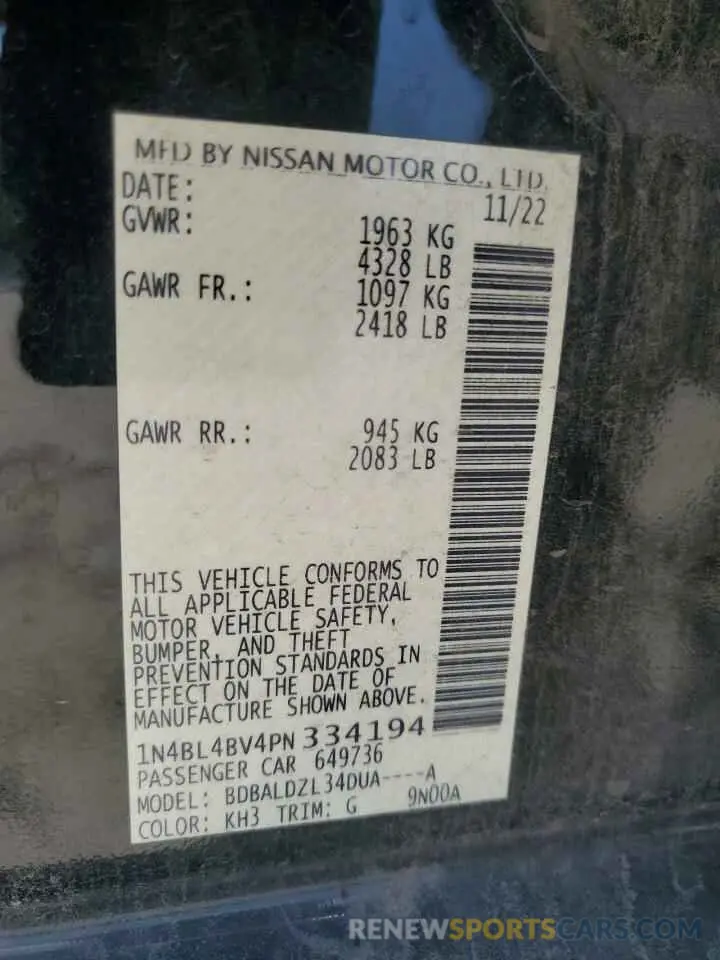 MFD BY NISSAN MOTOR CO., LTD.
DATE: 11/22
GVWR: 1963 KG
4328 LB
GAWR FR.: 1097 KG
2418 LB
GAWR RR.: 945 KG
2083 LB
THIS VEHICLE CONFORMS TO
ALL APPLICABLE FEDERAL
MOTOR VEHICLE SAFETY,
BUMPER, AND THEFT
PREVENTION STANDARDS IN
EFFECT ON THE DATE OF
MANUFACTURE SHOWN ABOVE.
1N4BL4BV4PN 334194
PASSENGER CAR 649736
MODEL: BDBALDZL34DUA----A
COLOR: KH3 TRIM: G 9N00A
RENEWSPORTSCARS.COM